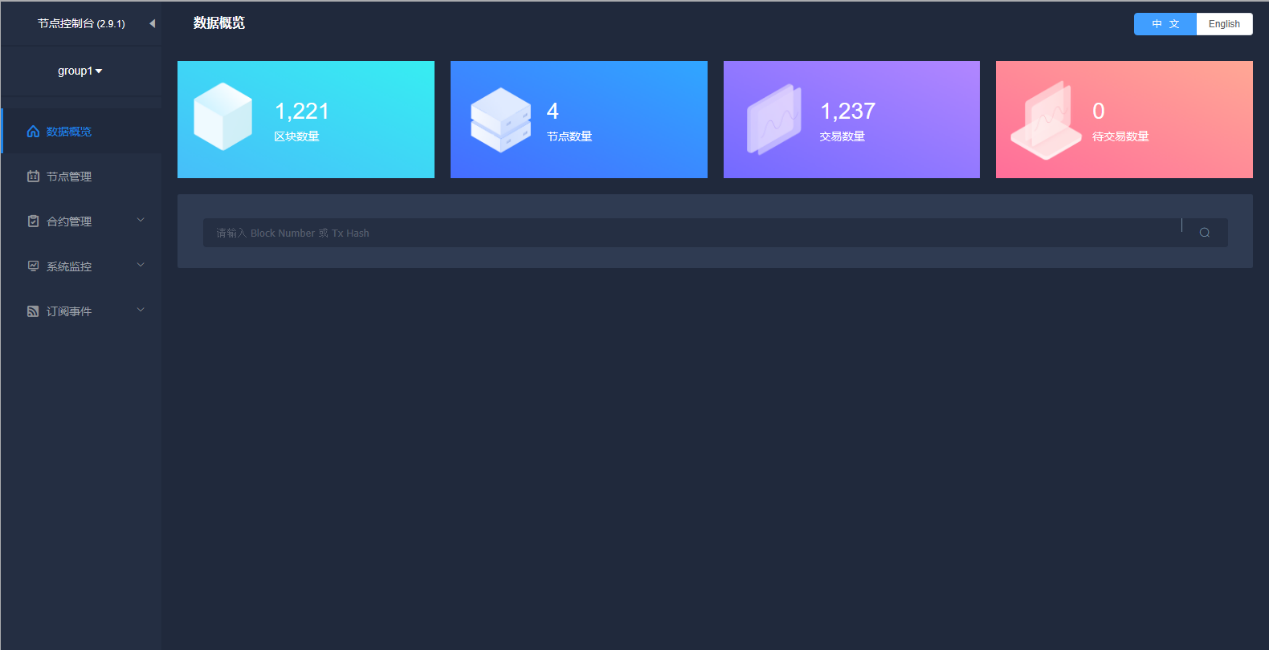 节点控制台 (2.9.1)
group1
数据概览
节点管理
合约管理
系统监控
订阅事件
数据概览
中 文
English
1,221
区块数量
4
节点数量
1,237
交易数量
0
待交易数量
请输入 Block Number 或 Tx Hash